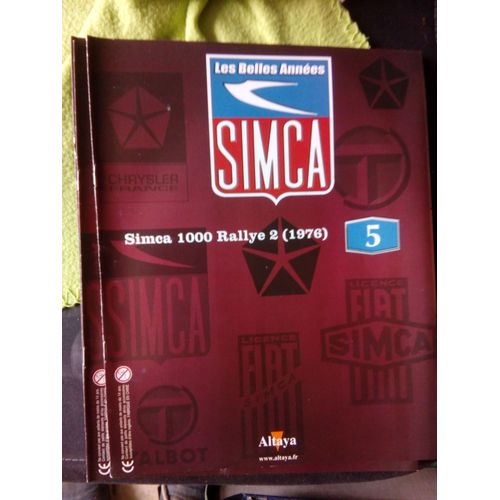 Les Belles Années
SIMCA
Simca 1000 Rallye 2 (1976)
5
CHRYSLER
FRANCE
SIMCA
LICENCE
FIAT
SIMCA
LICENCE
FIAT
SIMCA
TALBOT
Altaya
www.altaya.fr